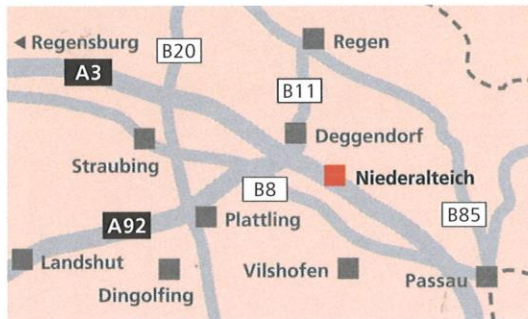 ◄ Regensburg
B20
Regen
A3
B11
Deggendorf
Straubing
Niederalteich
B8
A92
Plattling
B85
Landshut
Vilshofen
Passau
Dingolfing